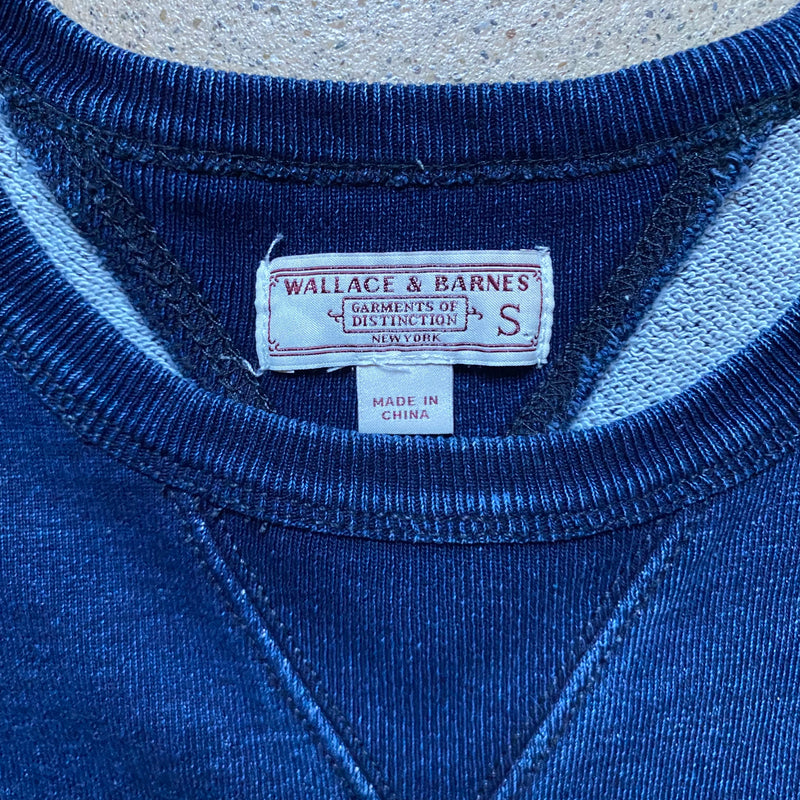 WALLACE & BARNES
GARMENTS OF
DISTINCTION
NEW YORK
S
MADE IN
CHINA